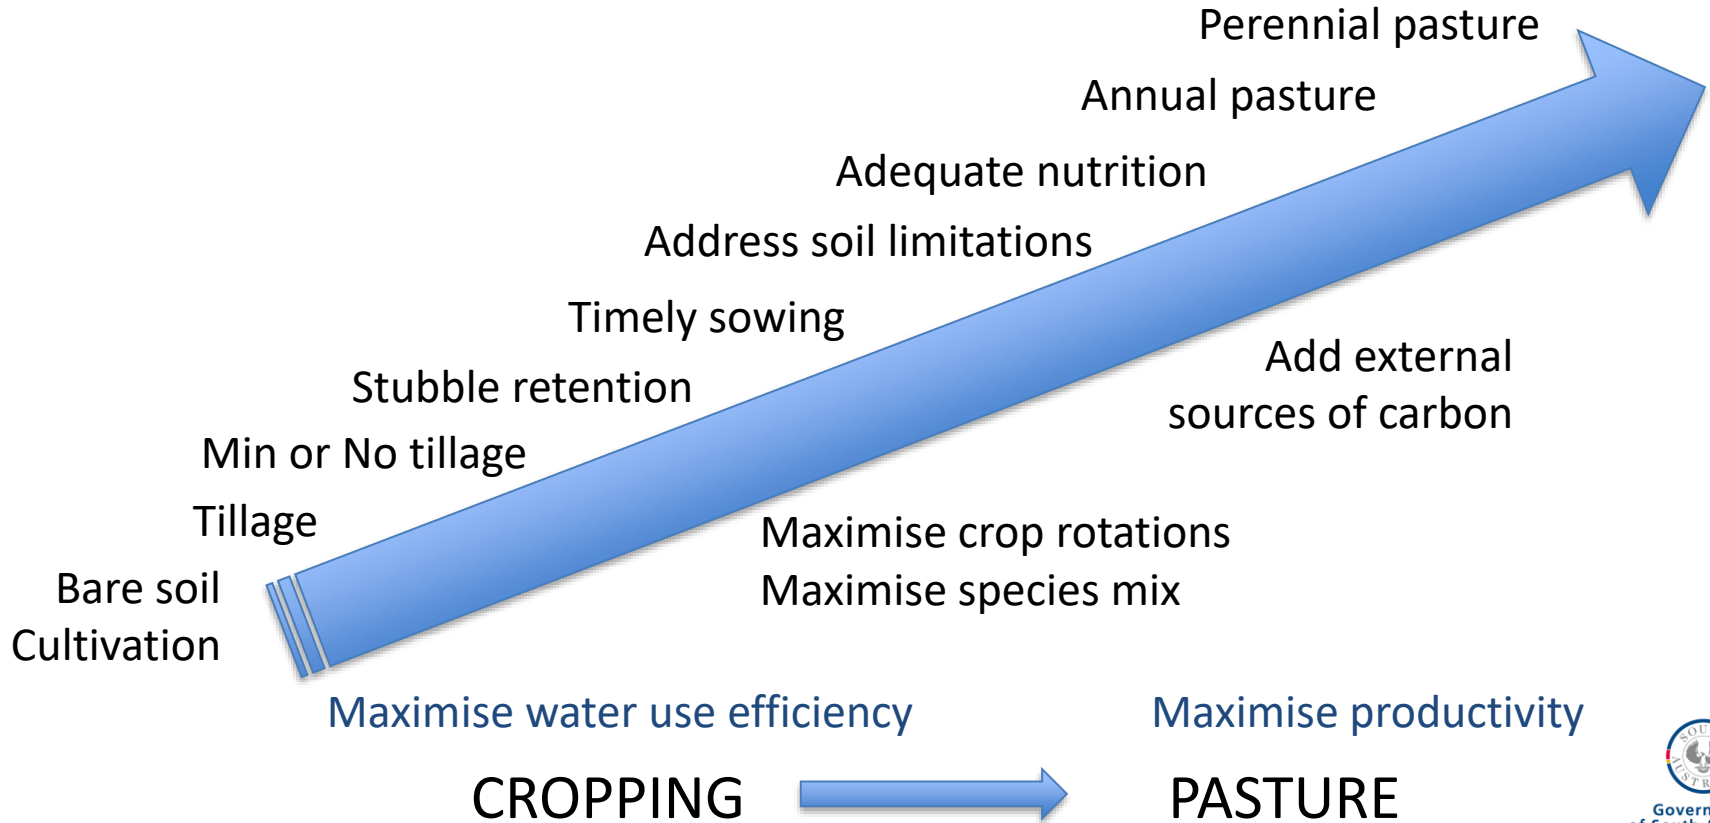 Perennial pasture
Annual pasture
Adequate nutrition
Address soil limitations
Timely sowing
Stubble retention
Min or No tillage
Tillage
Bare soil
Cultivation
Add external
sources of carbon
Maximise crop rotations
Maximise species mix
Maximise water use efficiency
Maximise productivity
CROPPING
PASTURE